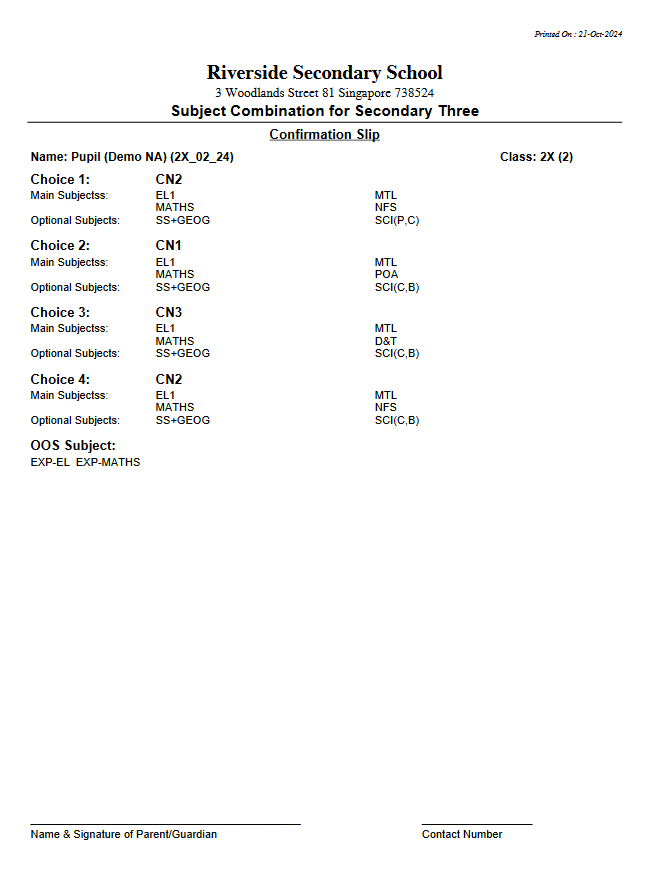 Printed On : 21-Oct-2024
Riverside Secondary School
3 Woodlands Street 81 Singapore 738524
Subject Combination for Secondary Three
Confirmation Slip
Name: Pupil (Demo NA) (2X_02_24) Class: 2X (2)
Choice 1: CN2
Main Subjectss: EL1 MTL
MATHS NFS
Optional Subjects: SS+GEOG SCI(P,C)
Choice 2: CN1
Main Subjectss: EL1 MTL
MATHS POA
Optional Subjects: SS+GEOG SCI(C,B)
Choice 3: CN3
Main Subjectss: EL1 MTL
MATHS D&T
Optional Subjects: SS+GEOG SCI(C,B)
Choice 4: CN2
Main Subjectss: EL1 MTL
MATHS NFS
Optional Subjects: SS+GEOG SCI(C,B)
OOS Subject:
EXP-EL EXP-MATHS
Name & Signature of Parent/Guardian Contact Number